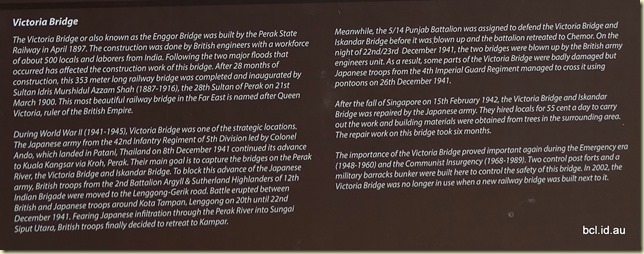 Victoria Bridge
The Victoria Bridge or also known as the Enggor Bridge was built by the Perak State
Railway in April 1897. The construction was done by British engineers with a workforce
of about 500 locals and laborers from India. Following the two major floods that
occurred has affected the construction work of this bridge. After 28 months of
construction, this 353 meter long railway bridge was completed and inaugurated by
Sultan Idris Murshidul Azzam Shah (1887-1916), the 28th Sultan of Perak on 21st
March 1900. This most beautiful railway bridge in the Far East is named after Queen
Victoria, ruler of the British Empire.
During World War II (1941-1945), Victoria Bridge was one of the strategic locations.
The Japanese army from the 42nd Infantry Regiment of 5th Division led by Colonel
Ando, which landed in Patani, Thailand on 8th December 1941 continued its advance
to Kuala Kangsar via Kroh, Perak. Their main goal is to capture the bridges on the Perak
River, the Victoria Bridge and Iskandar Bridge. To block this advance of the Japanese
army, British troops from the 2nd Battalion Argyll & Sutherland Highlanders of 12th
Indian Brigade were moved to the Lenggong-Gerik road. Battle erupted between
British and Japanese troops around Kota Tampan, Lenggong on 20th until 22nd
December 1941. Fearing Japanese infiltration through the Perak River into Sungai
Siput Utara, British troops finally decided to retreat to Kampar.
Meanwhile, the 5/14 Punjab Battalion was assigned to defend the Victoria Bridge and
Iskandar Bridge before it was blown up and the battalion retreated to Chemor. On the
night of 22nd/23rd December 1941, the two bridges were blown up by the British army
engineers unit. As a result, some parts of the Victoria Bridge were badly damaged but
Japanese troops from the 4th Imperial Guard Regiment managed to cross it using
pontoons on 26th December 1941.
After the fall of Singapore on 15th February 1942, the Victoria Bridge and Iskandar
Bridge was repaired by the Japanese army. They hired locals for 55 cent a day to carry
out the work and building materials were obtained from trees in the surrounding area.
The repair work on this bridge took six months.
The importance of the Victoria Bridge proved important again during the Emergency era
(1948-1960) and the Communist Insurgency (1968-1989). Two control post forts and a
military barracks bunker were built here to control the safety of this bridge. In 2002, the
Victoria Bridge was no longer in use when a new railway bridge was built next to it.
bcl.id.au